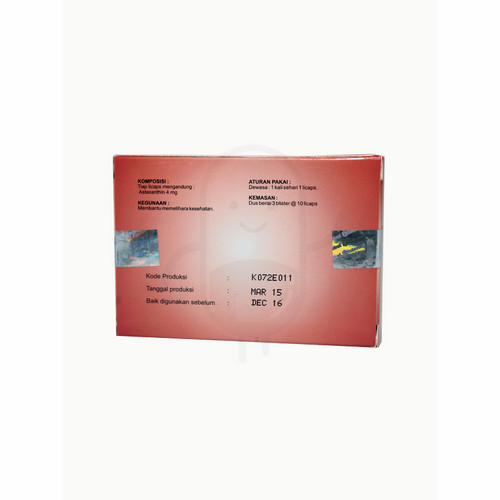 KOMPOSISI :
Tiap licaps mengandung :
Astaxanthin 4 mg
KEGUNAAN :
Membantu memelihara kesehatan.
ATURAN PAKAI :
Dewasa : 1 kali sehari 1 licaps.
KEMASAN :
Dus berisi 3 blister @ 10 licaps
Kode Produksi : K072E011
Tanggal produksi : MAR 15
Baik digunakan sebelum : DEC 16